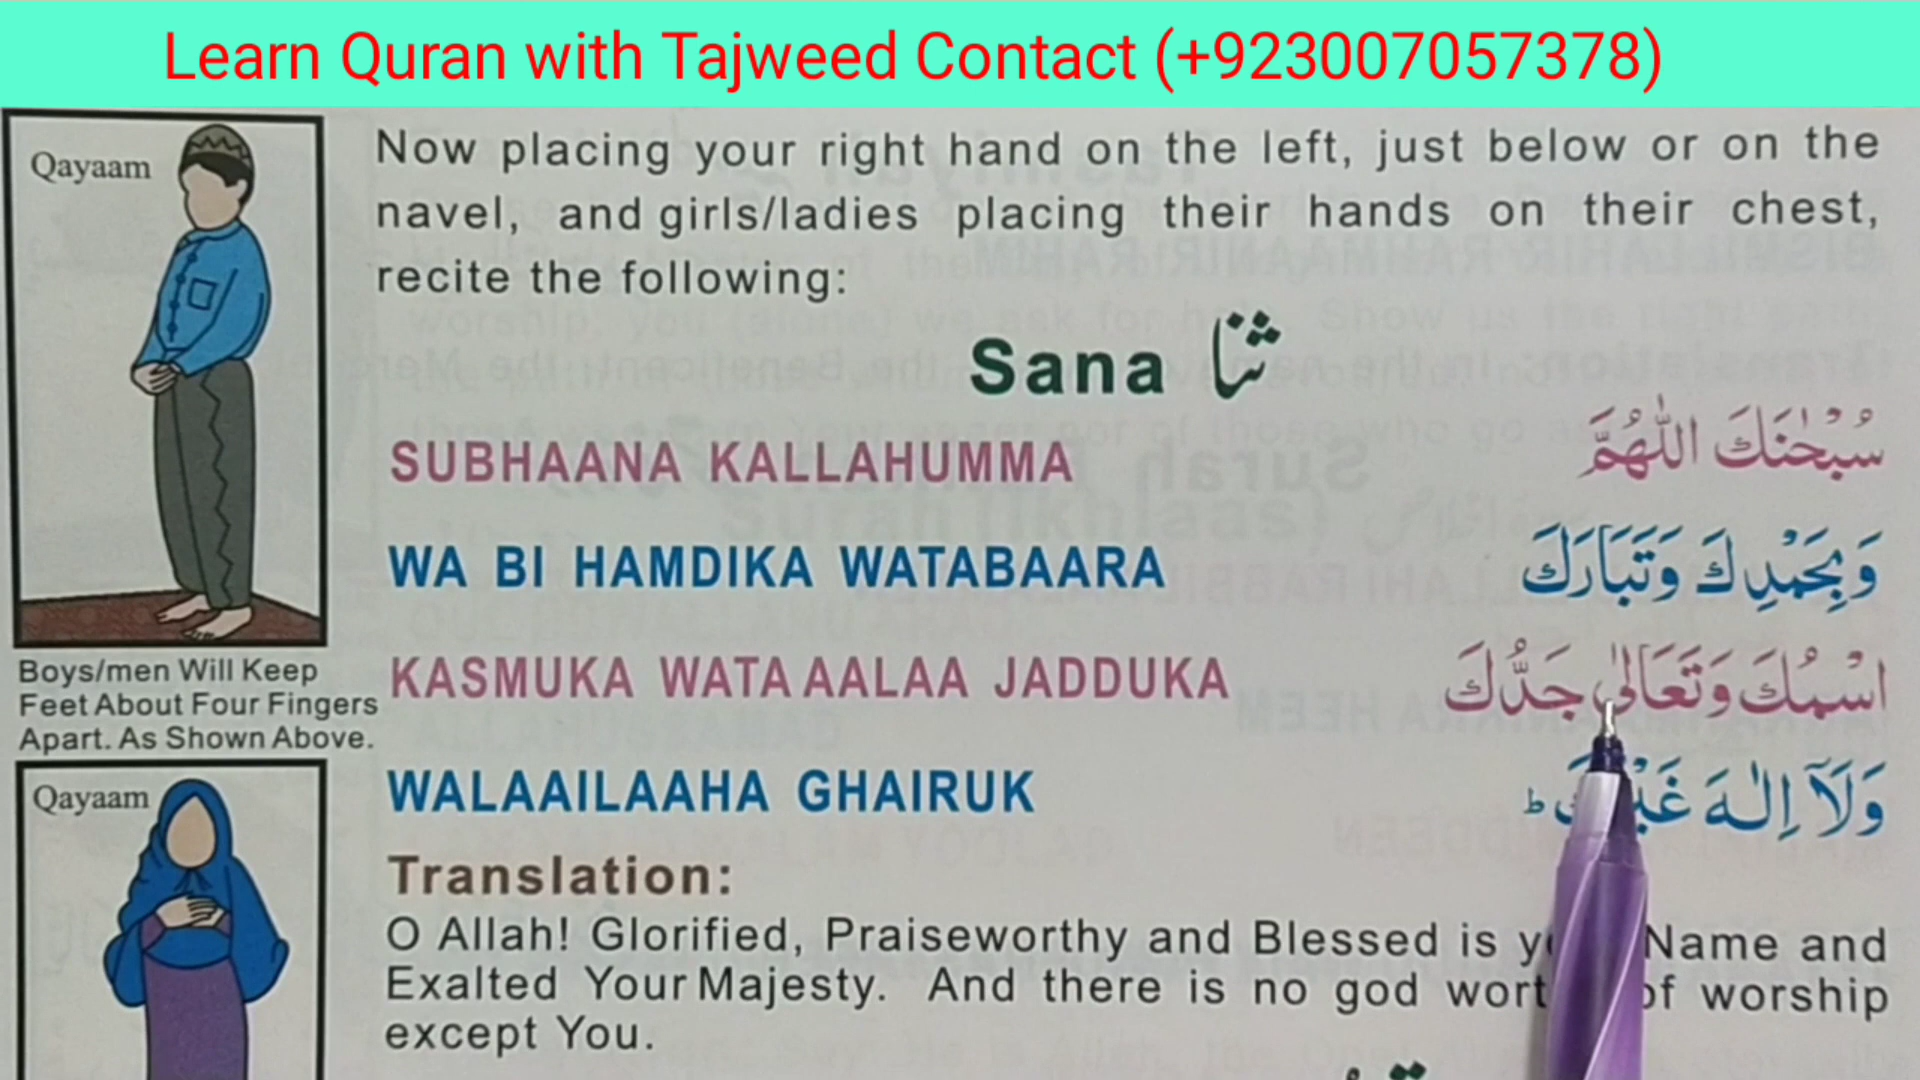 Learn Quran with Tajweed Contact (+923007057378)
Qayaam
Now placing your right hand on the left, just below or on the
navel, and girls/ladies placing their hands on their chest,
recite the following:
Sana ثنا
SUBHAANA KALLAHUMMA سُبْحٰنَكَ اللّٰهُمَّ
WA BI HAMDIKA WATABAARA وَبِحَمْدِكَ وَتَبَارَكَ
KASMUKA WATA AALAA JADDUKA اسْمُكَ وَتَعَالٰى جَدُّكَ
WALAAILAAHA GHAIRUK وَلَآ اِلٰهَ
Boys/men Will Keep
Feet About Four Fingers
Apart. As Shown Above.
Qayaam
Translation:
O Allah! Glorified, Praiseworthy and Blessed is Name and
Exalted Your Majesty. And there is no god of worship
except You.